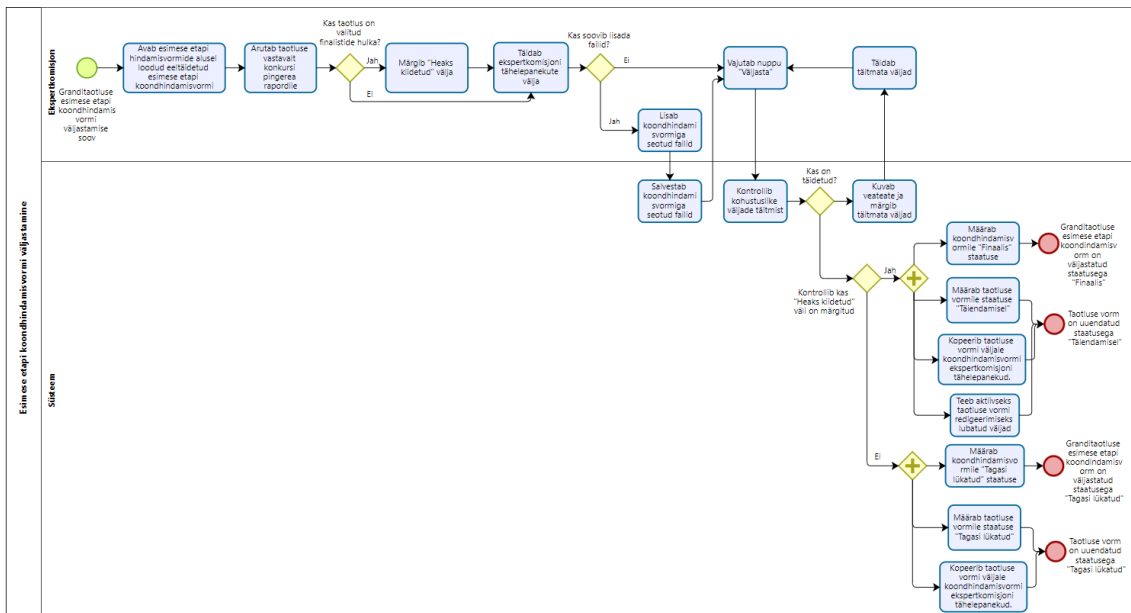 Esimese etapi koondhindamisvormi väljastamine
Ekspertkomisjon
Granditaotluse
esimese etapi
koondhindamis
vormi
väljastamise
soov
Avab esimese etapi
hindamisvormide alusel
loodud eeltäidetud
esimese etapi
koondhindamisvormi
Arutab taotluse
vastavalt
konkursi
pingerea
rapordile
Kas taotlus on
valitud
finalistide hulka?
Jah
Ei
Märgib "Heaks
kiidetud" välja
Täidab
ekspertkomisjoni
tähelepanekute
välja
Kas soovib lisada
failid?
Ei
Jah
Lisab
koondhindami
svormiga
seotud failid
Vajutab nuppu
"Väljasta"
Täidab
täitmata väljad
Süsteem
Salvestab
koondhindami
svormiga
seotud failid
Kontrollib
kohustuslike
väljade täitmist
Kas on
täidetud?
Kuvab
veateate ja
märgib
täitmata väljad
Kontrollib kas
"Heaks kiidetud"
väli on märgitud
Jah
Määrab
koondhindamisv
ormile "Finaalis"
staatuse
Granditaotluse
esimese etapi
koondindamisv
orm on
väljastatud
staatusega
"Finaalis"
Määrab taotluse
vormile staatuse
"Täiendamisel"
Taotluse vorm
on uuendatud
staatusega
"Täiendamisel"
Kopeerib taotluse
vormi väljale
koondhindamisvormi
ekspertkomisjoni
tähelepanekud.
Teeb aktiivseks
taotluse vormi
redigeerimiseks
lubatud väljad
Ei
Määrab
koondhindamisvo
rmile "Tagasi
lükatud" staatuse
Granditaotluse
esimese etapi
koondindamisv
orm on
väljastatud
staatusega
"Tagasi lükatud"
Määrab taotluse
vormile staatuse
"Tagasi lükatud"
Taotluse vorm
on uuendatud
staatusega
"Tagasi lükatud"
Kopeerib taotluse
vormi väljale
koondhindamisvormi
ekspertkomisjoni
tähelepanekud.